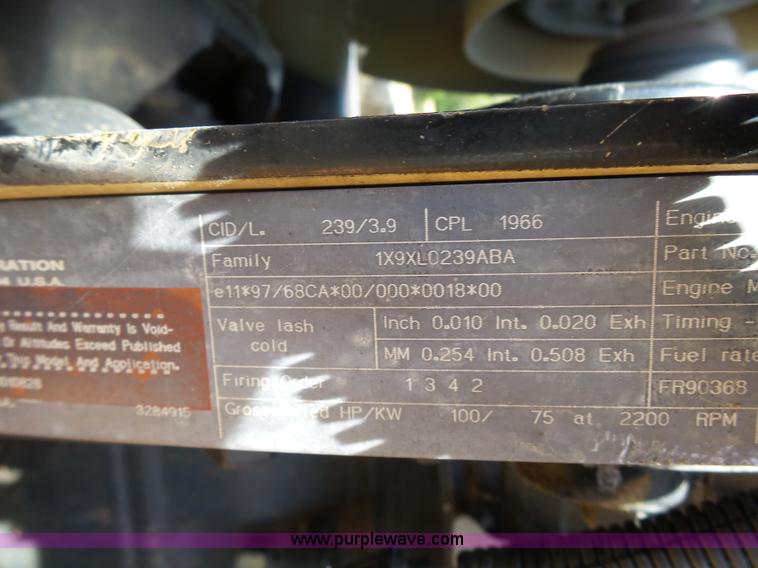 CID/L. 239/3.9 CPL 1966
Family 1X9XL0239ABA Part No.
e11*97/68CA*00/000*0018*00 Engine M
Valve lash cold Inch 0.010 Int. 0.020 Exh Timing -
MM 0.254 Int. 0.508 Exh Fuel rate
Firing Order 1 3 4 2 FR90368
Gross Rated HP/KW 100/ 75 at 2200 RPM
RATION
U.S.A.
Result And Warranty Is Void-
Or Altitudes Exceed Published
This Model And Application.
3284915
www.purplewave.com